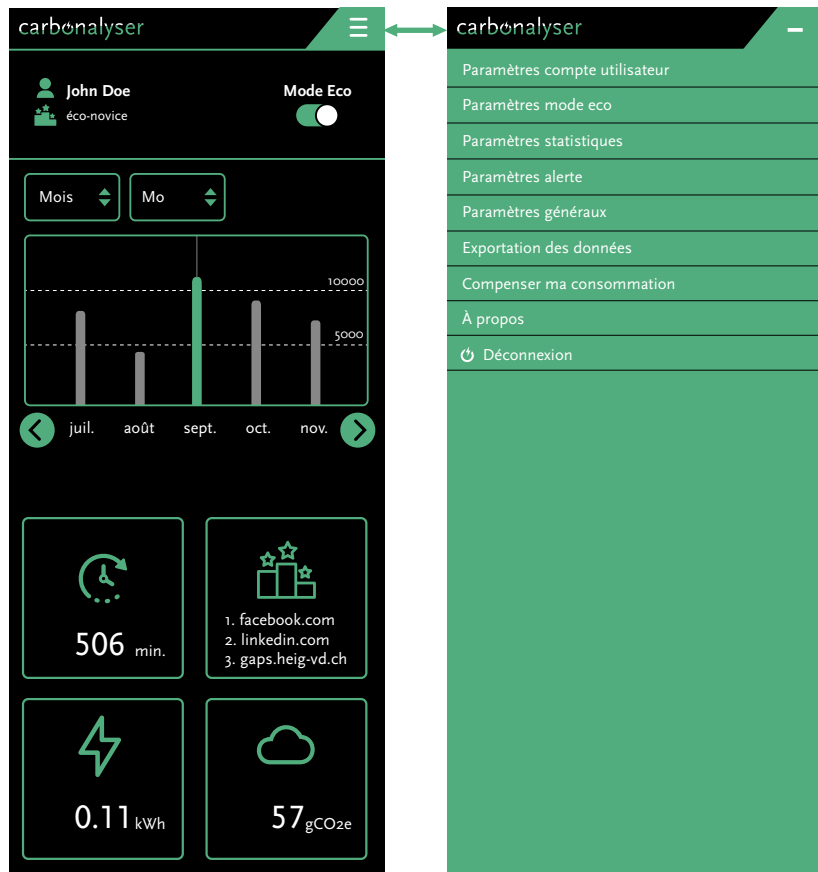 carbonalyser
John Doe
éco-novice
Mode Eco
Mois
Mo
10000
5000
juil.
août
sept.
oct.
nov.
506 min.
1. facebook.com
2. linkedin.com
3. gaps.heig-vd.ch
0.11 kWh
57 gCO2e
carbonalyser
Paramètres compte utilisateur
Paramètres mode eco
Paramètres statistiques
Paramètres alerte
Paramètres généraux
Exportation des données
Compenser ma consommation
À propos
Déconnexion